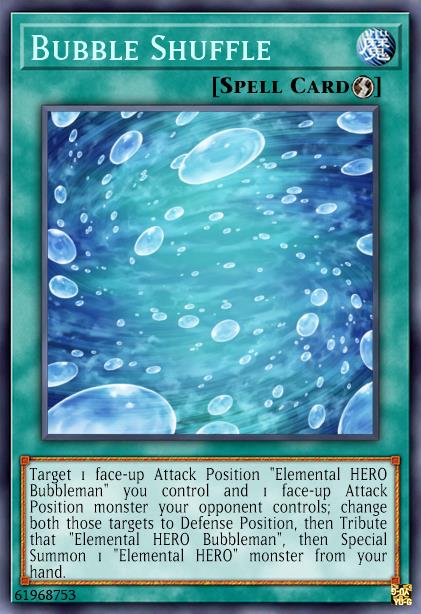 Bubble Shuffle
魔
[Spell Card]
Target 1 face-up Attack Position "Elemental HERO
Bubbleman" you control and 1 face-up Attack
Position monster your opponent controls; change
both those targets to Defense Position, then Tribute
that "Elemental HERO Bubbleman", then Special
Summon 1 "Elemental HERO" monster from your
hand.
61968753